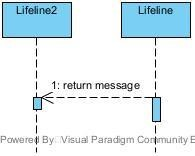 Lifeline2
Lifeline
1: return message
Powered By Visual Paradigm Community E